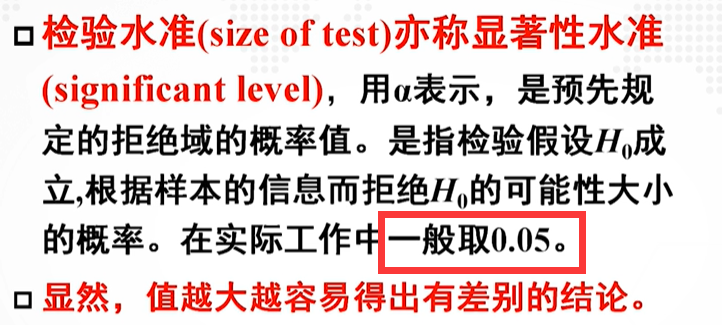 检验水准(size of test)亦称显著性水准
(significant level)，用α表示，是预先规
定的拒绝域的概率值。是指检验假设H₀成
立,根据样本的信息而拒绝H₀的可能性大小
的概率。在实际工作中一般取0.05。
显然，值越大越容易得出有差别的结论。